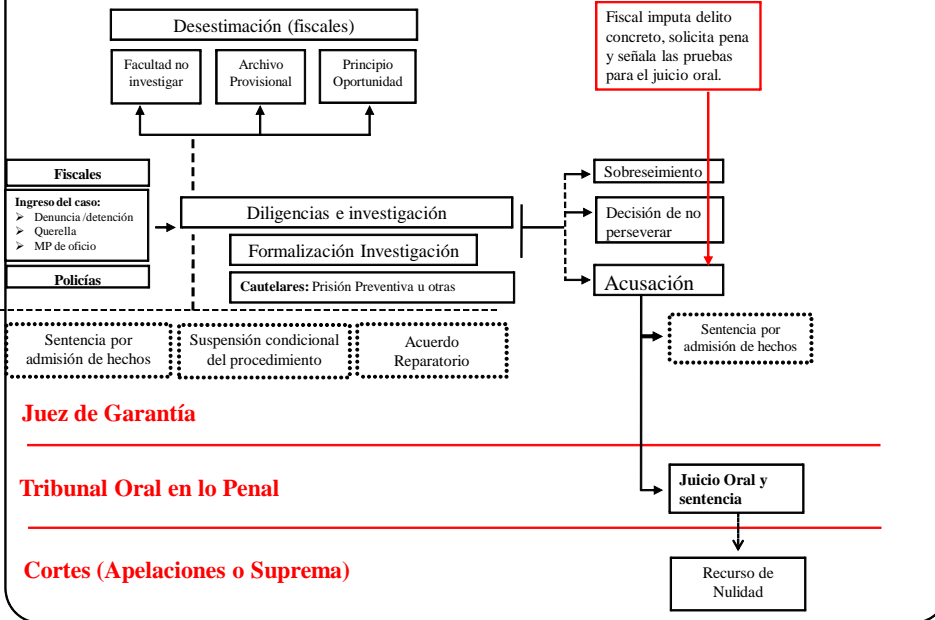 Desestimación (fiscales)
Facultad no
investigar
Archivo
Provisional
Principio
Oportunidad
Fiscal imputa delito
concreto, solicita pena
y señala las pruebas
para el juicio oral.
Fiscales
Ingreso del caso:
➢ Denuncia /detención
➢ Querella
➢ MP de oficio
Policías
Diligencias e investigación
Formalización Investigación
Cautelares: Prisión Preventiva u otras
Sobreseimiento
Decisión de no
perseverar
Acusación
Sentencia por
admisión de hechos
Suspensión condicional
del procedimiento
Acuerdo
Reparatorio
Sentencia por
admisión de hechos
Juez de Garantía
Tribunal Oral en lo Penal
Juicio Oral y
sentencia
Cortes (Apelaciones o Suprema)
Recurso de
Nulidad